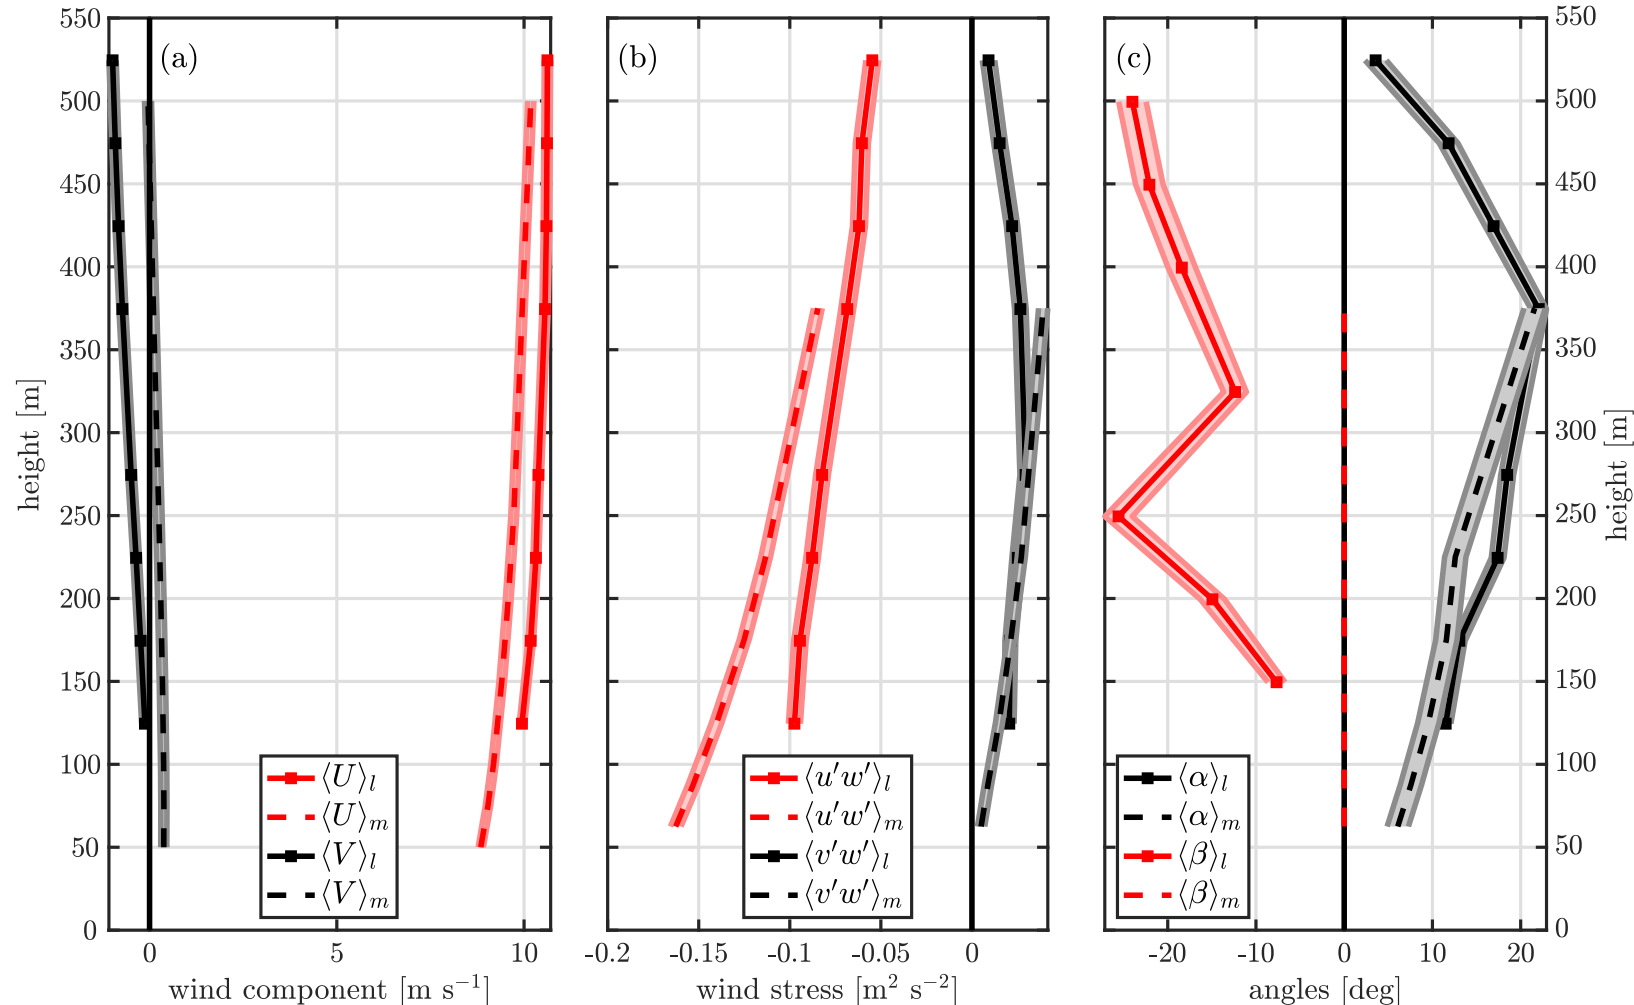 550
500
450
400
350
300
250
200
150
100
50
0
height [m]
(a)
⟨U⟩l
⟨U⟩m
⟨V⟩l
⟨V⟩m
0 5 10
wind component [m s−1]
(b)
⟨u′w′⟩l
⟨u′w′⟩m
⟨v′w′⟩l
⟨v′w′⟩m
-0.2 -0.15 -0.1 -0.05 0
wind stress [m2 s−2]
(c)
⟨α⟩l
⟨α⟩m
⟨β⟩l
⟨β⟩m
-20 -10 0 10 20
angles [deg]
550
500
450
400
350
300
250
200
150
100
50
0
height [m]